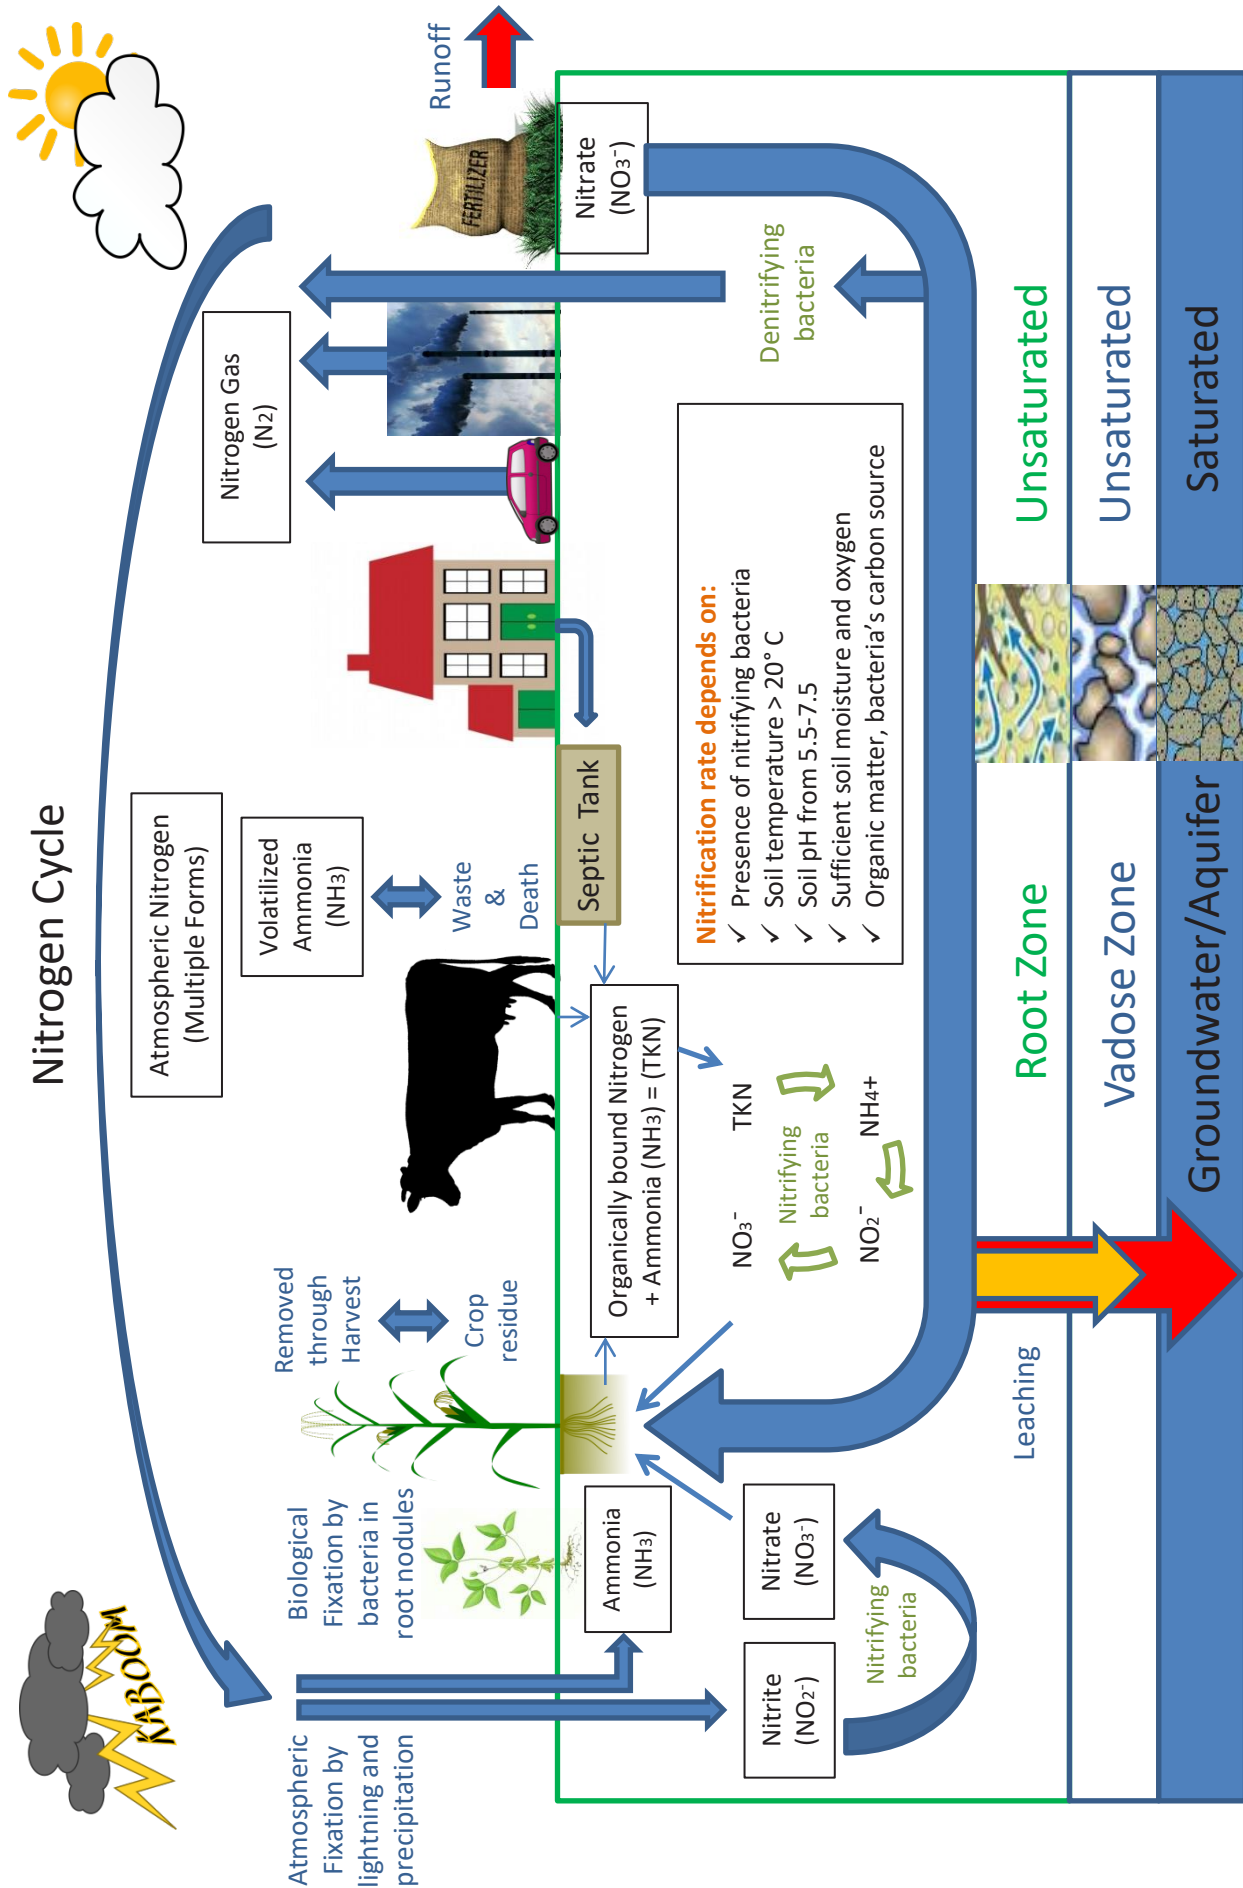 Nitrogen Cycle
KABOOM
Atmospheric
Fixation by
lightning and
precipitation
Biological
Fixation by
bacteria in
root nodules
Removed
through
Harvest
Crop
residue
Atmospheric Nitrogen
(Multiple Forms)
Volatilized
Ammonia
(NH3)
Waste
&
Death
Nitrogen Gas
(N2)
FERTILIZER
Runoff
Ammonia
(NH3)
Organically bound Nitrogen
+ Ammonia (NH3) = (TKN)
Septic Tank
Nitrate
(NO3⁻)
Nitrite
(NO2⁻)
Nitrate
(NO3⁻)
Nitrifying
bacteria
NO3⁻
TKN
Nitrifying
bacteria
NO2⁻
NH4+
Nitrification rate depends on:
✓ Presence of nitrifying bacteria
✓ Soil temperature > 20° C
✓ Soil pH from 5.5-7.5
✓ Sufficient soil moisture and oxygen
✓ Organic matter, bacteria's carbon source
Denitrifying
bacteria
Leaching
Root Zone
Unsaturated
Vadose Zone
Unsaturated
Groundwater/Aquifer
Saturated